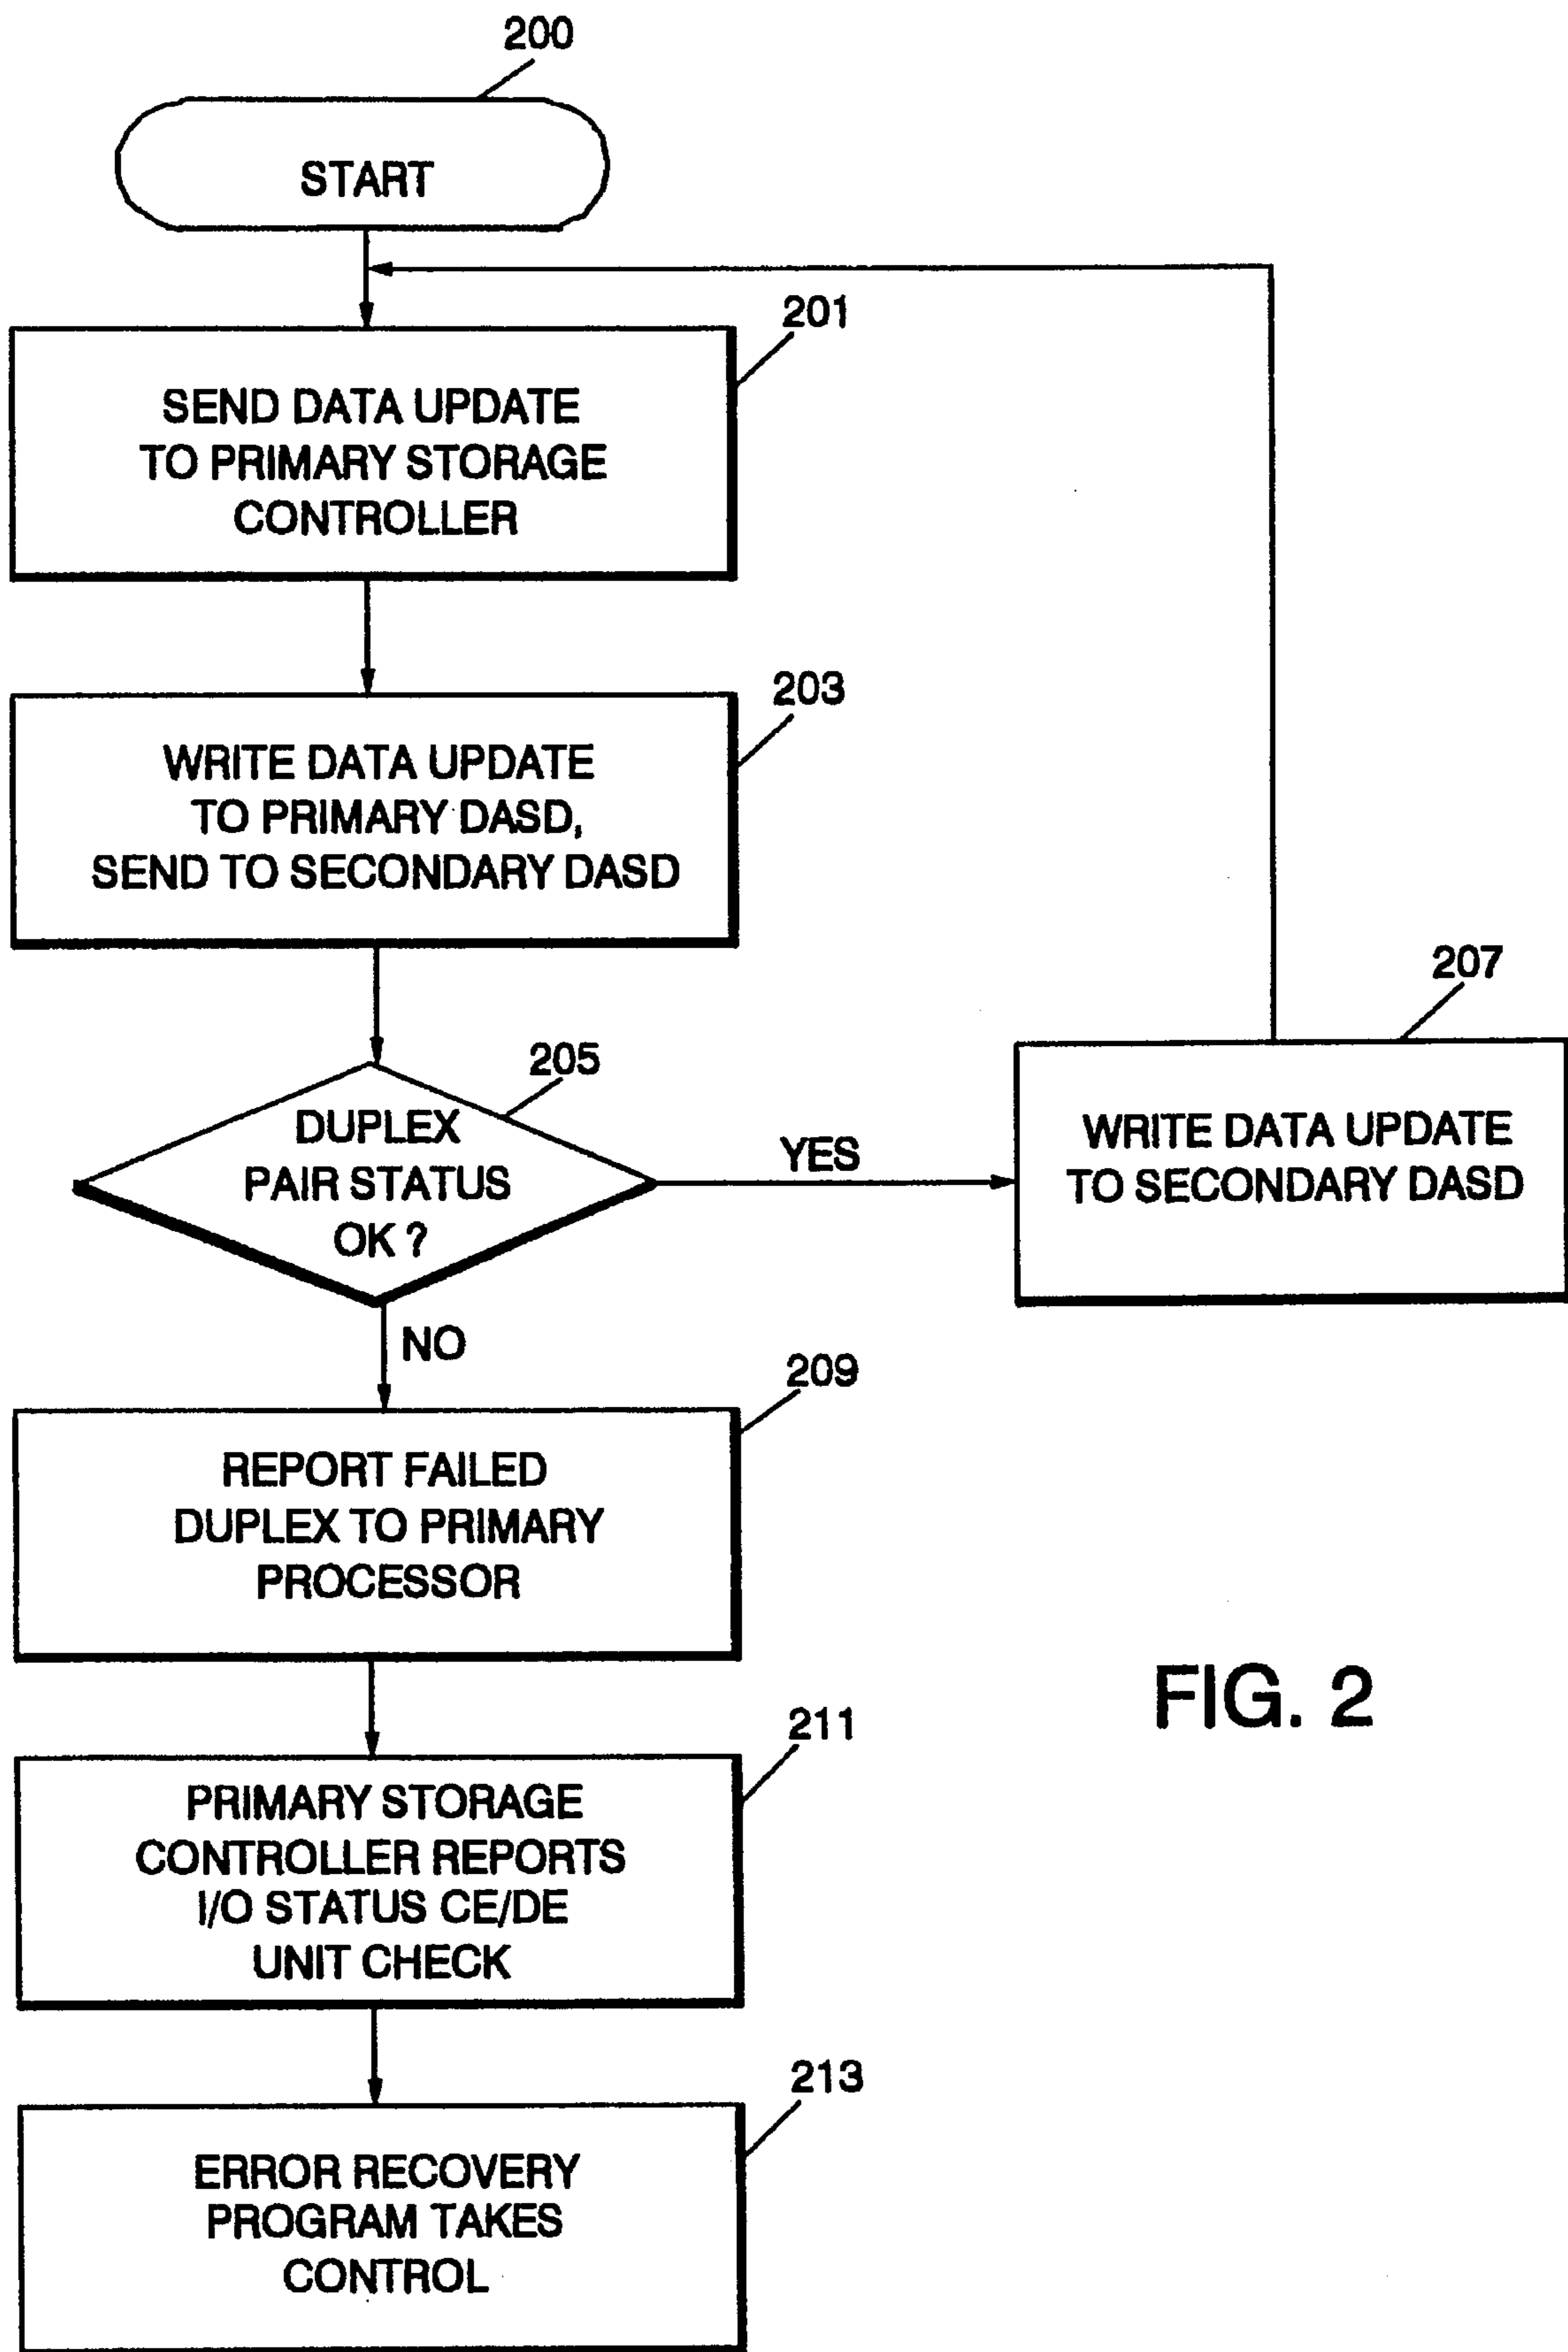 200
START
201
SEND DATA UPDATE
TO PRIMARY STORAGE
CONTROLLER
203
WRITE DATA UPDATE
TO PRIMARY DASD,
SEND TO SECONDARY DASD
205
DUPLEX
PAIR STATUS
OK ?
YES
207
WRITE DATA UPDATE
TO SECONDARY DASD
NO
209
REPORT FAILED
DUPLEX TO PRIMARY
PROCESSOR
211
PRIMARY STORAGE
CONTROLLER REPORTS
I/O STATUS CE/DE
UNIT CHECK
213
ERROR RECOVERY
PROGRAM TAKES
CONTROL
FIG. 2